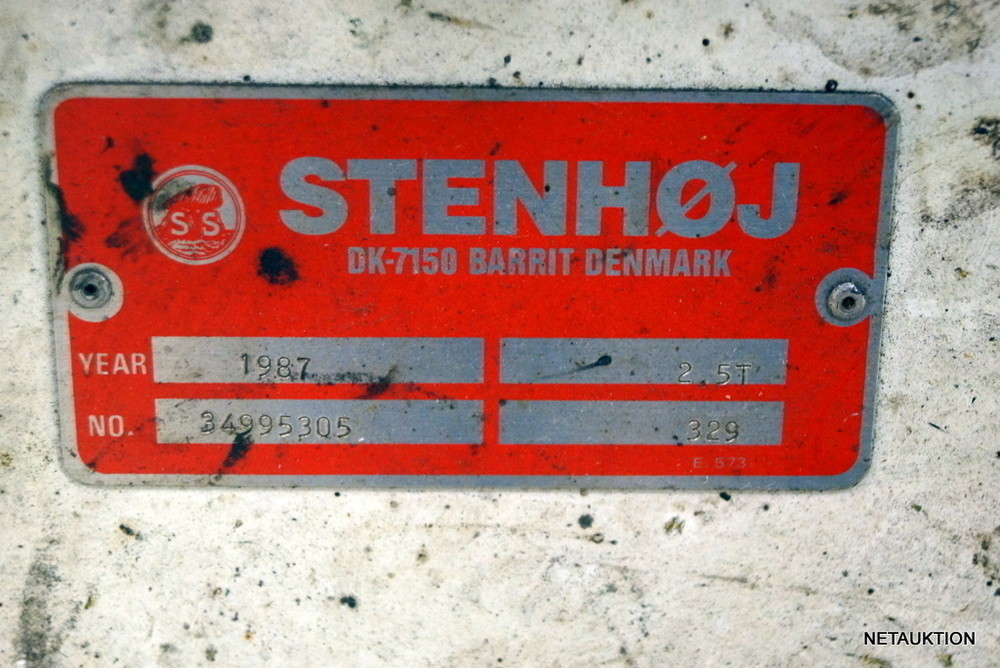 STENHØJ
S S
DK-7150 BARRIT DENMARK
YEAR 1987 2.5T
NO. 34995305 329
E. 573
NETAUKTION